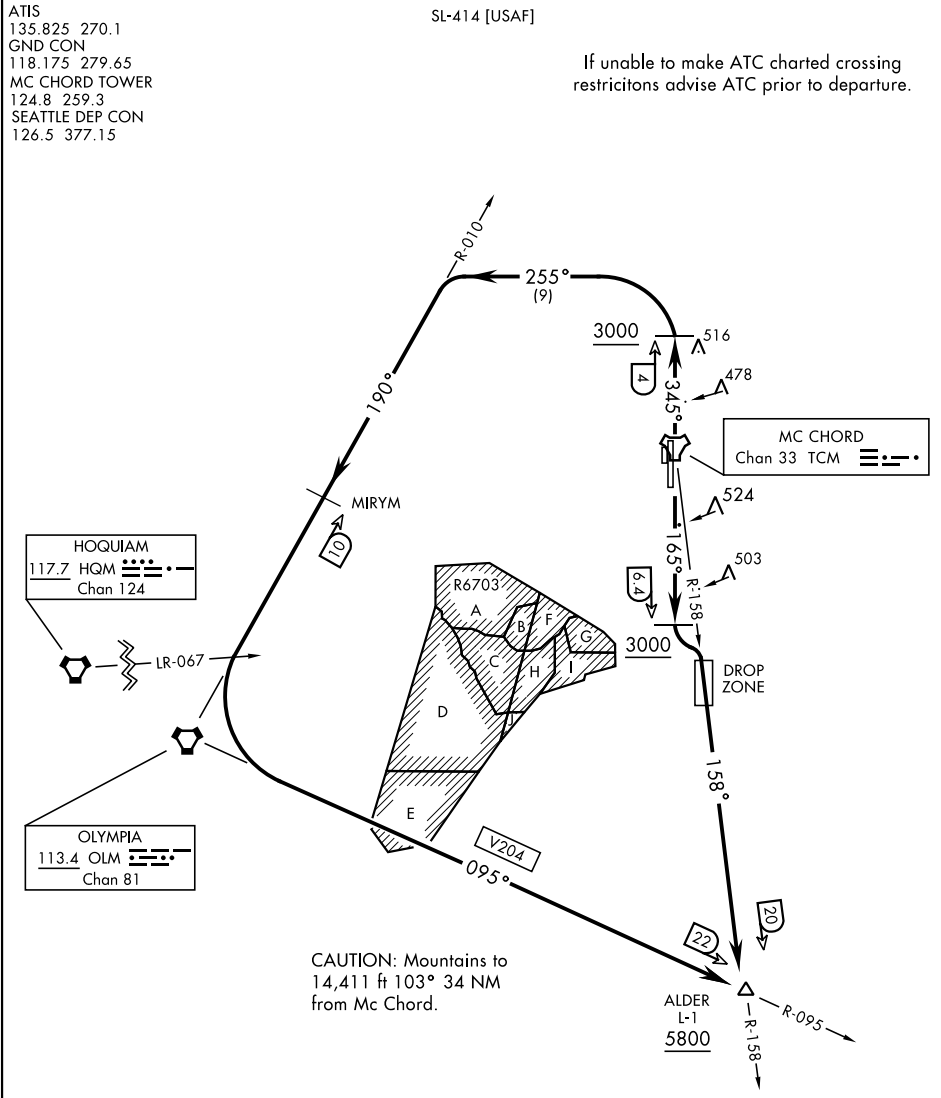 ATIS
135.825 270.1
GND CON
118.175 279.65
MC CHORD TOWER
124.8 259.3
SEATTLE DEP CON
126.5 377.15
SL-414 [USAF]
If unable to make ATC charted crossing
restricitons advise ATC prior to departure.
R-010
255°
(9)
3000
516
4
345°
478
190°
MC CHORD
Chan 33 TCM
MIRYM
10
524
165°
HOQUIAM
117.7 HQM
Chan 124
R6703
A
B
F
G
C
H
I
D
J
E
6.4
503
R-158
3000
DROP
ZONE
LR-067
158°
OLYMPIA
113.4 OLM
Chan 81
V204
095°
20
22
CAUTION: Mountains to
14,411 ft 103° 34 NM
from Mc Chord.
ALDER
L-1
5800
R-095
R-158